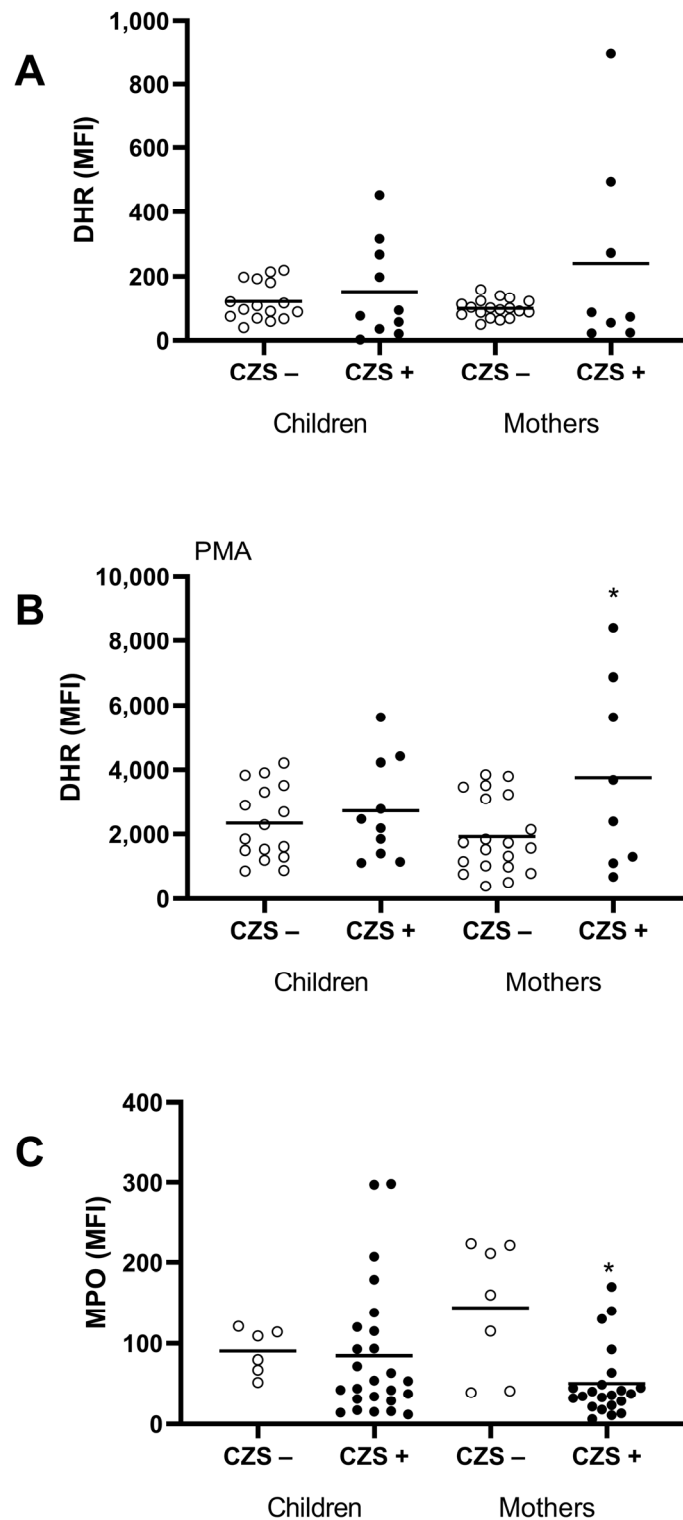 A
1,000
800
600
400
200
0
DHR (MFI)
CZS – CZS + CZS – CZS +
Children Mothers
PMA
B
10,000
8,000
6,000
4,000
2,000
0
DHR (MFI)
*
CZS – CZS + CZS – CZS +
Children Mothers
C
400
300
200
100
0
MPO (MFI)
*
CZS – CZS + CZS – CZS +
Children Mothers